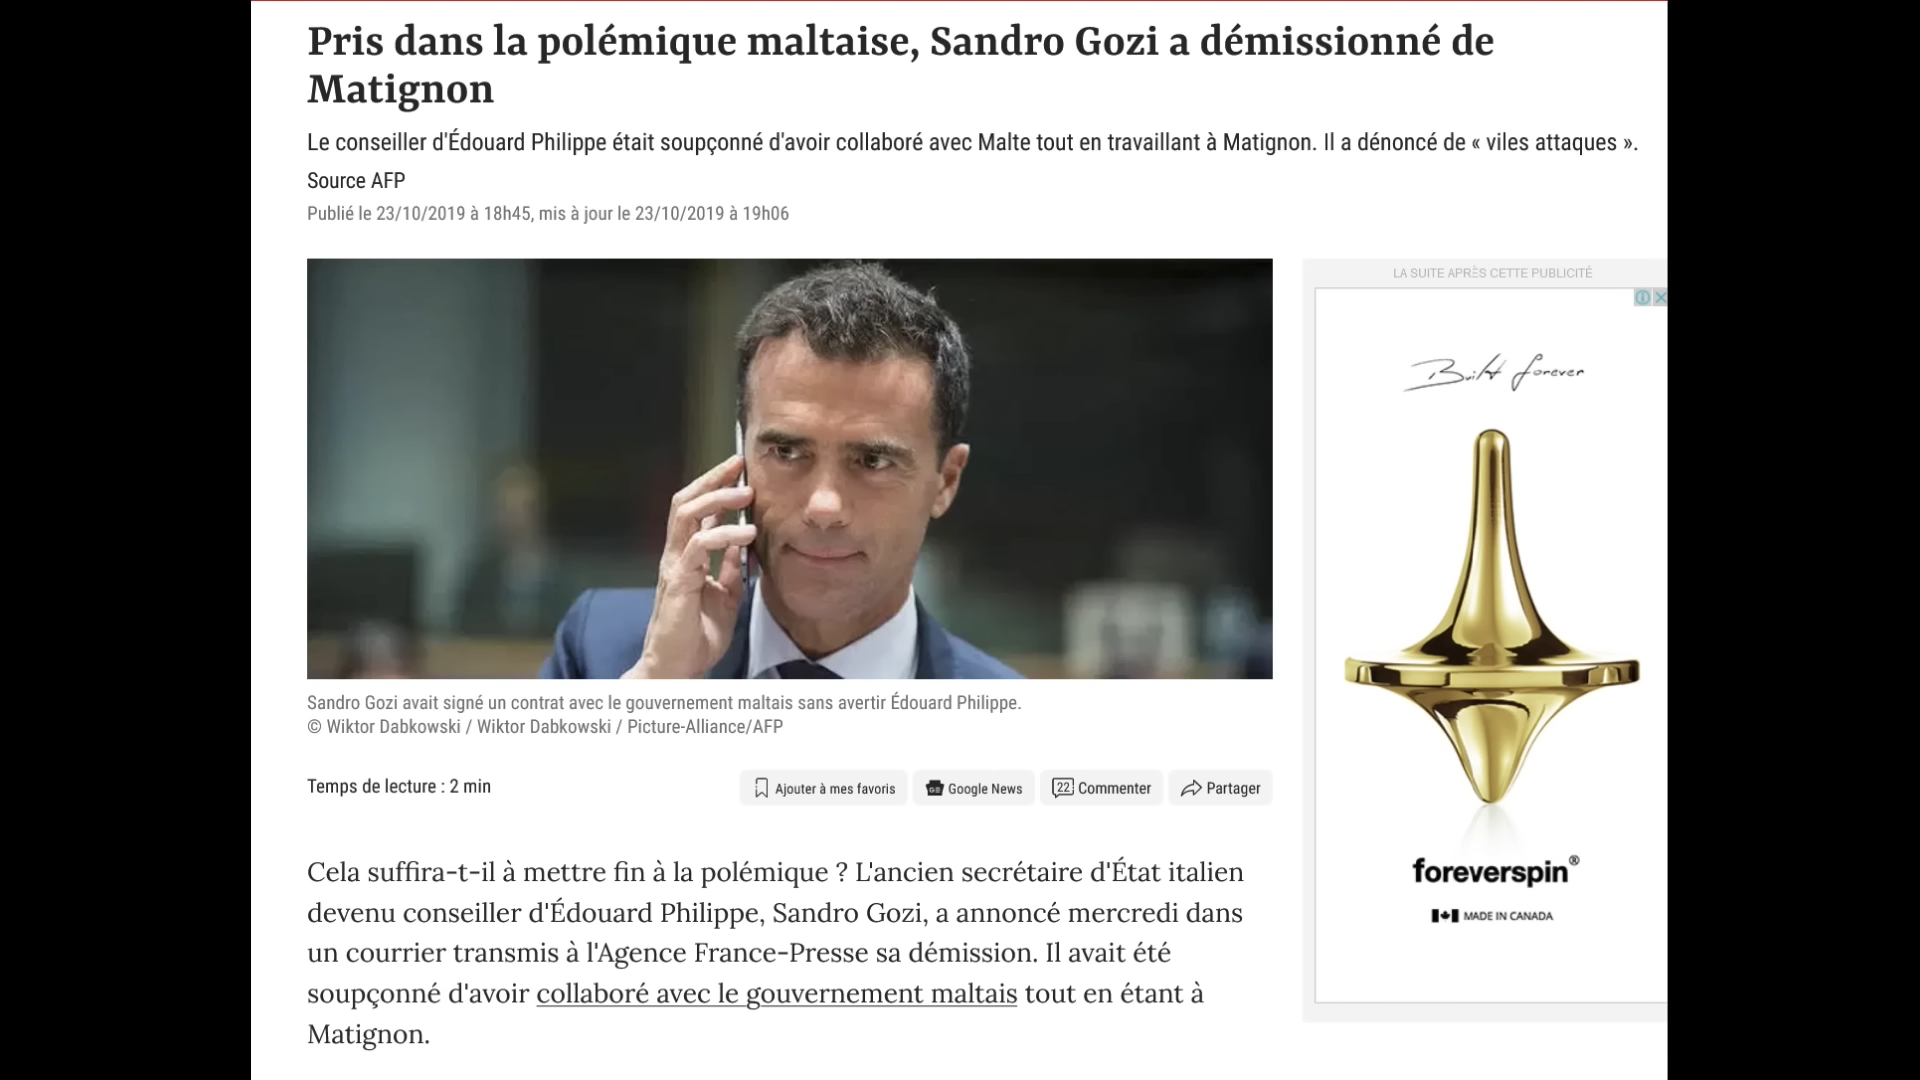 Pris dans la polémique maltaise, Sandro Gozi a démissionné de
Matignon
Le conseiller d'Édouard Philippe était soupçonné d'avoir collaboré avec Malte tout en travaillant à Matignon. Il a dénoncé de « viles attaques ».
Source AFP
Publié le 23/10/2019 à 18h45, mis à jour le 23/10/2019 à 19h06
LA SUITE APRÈS CETTE PUBLICITÉ
Built forever
foreverspin®
MADE IN CANADA
Sandro Gozi avait signé un contrat avec le gouvernement maltais sans avertir Édouard Philippe.
© Wiktor Dabkowski / Wiktor Dabkowski / Picture-Alliance/AFP
Temps de lecture : 2 min
Ajouter à mes favoris
Google News
22 Commenter
Partager
Cela suffira-t-il à mettre fin à la polémique ? L'ancien secrétaire d'État italien
devenu conseiller d'Édouard Philippe, Sandro Gozi, a annoncé mercredi dans
un courrier transmis à l'Agence France-Presse sa démission. Il avait été
soupçonné d'avoir collaboré avec le gouvernement maltais tout en étant à
Matignon.